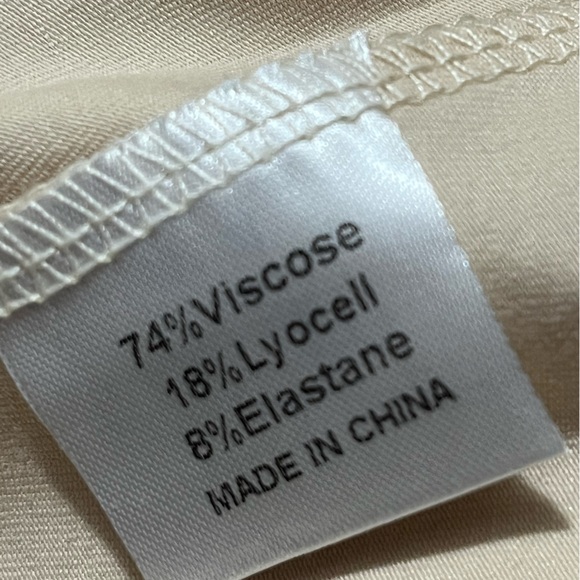 74%Viscose
18%Lyocell
8%Elastane
MADE IN CHINA